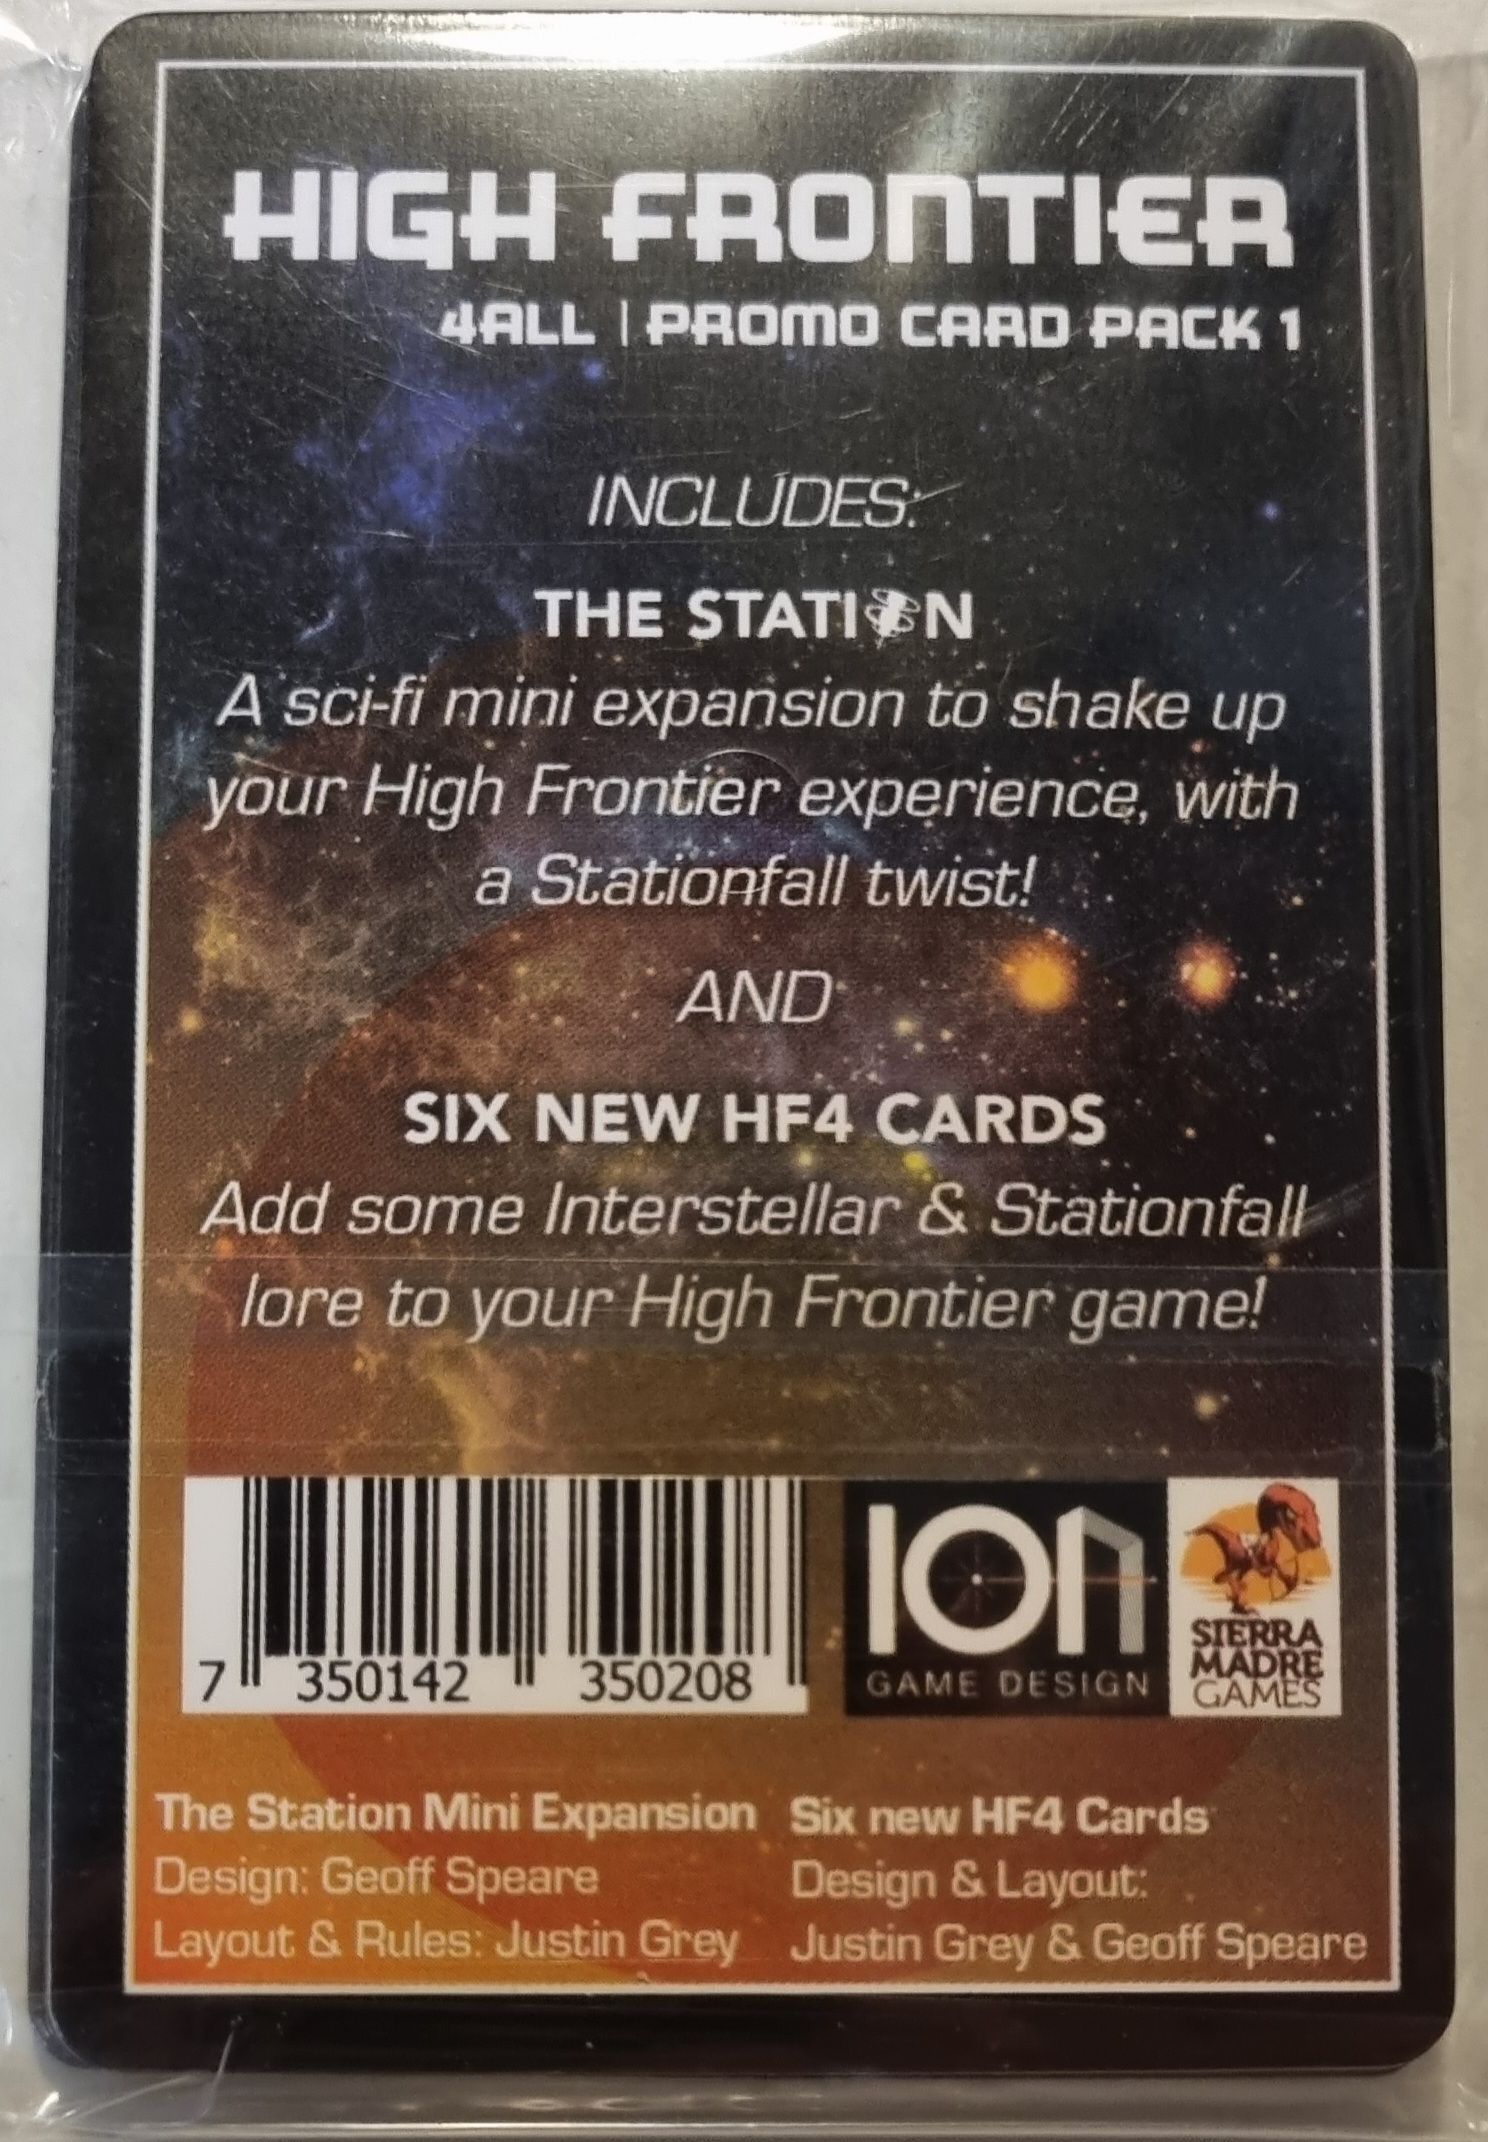 HIGH FRONTIER
4ALL | PROMO CARD PACK 1
INCLUDES:
THE STATION
A sci-fi mini expansion to shake up
your High Frontier experience, with
a Stationfall twist!
AND
SIX NEW HF4 CARDS
Add some Interstellar & Stationfall
lore to your High Frontier game!
7 350142 350208
ION
GAME DESIGN
SIERRA
MADRE
GAMES
The Station Mini Expansion
Design: Geoff Speare
Layout & Rules: Justin Grey
Six new HF4 Cards
Design & Layout:
Justin Grey & Geoff Speare